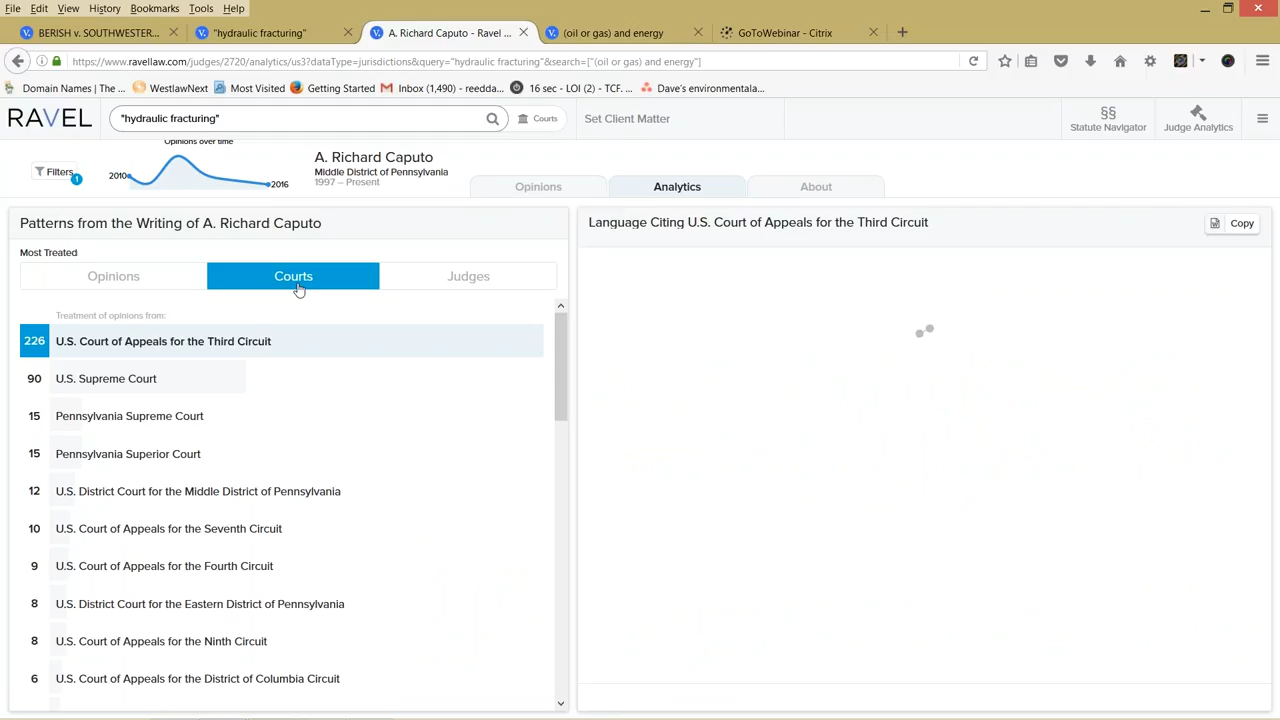 File Edit View History Bookmarks Tools Help
BERISH v. SOUTHWESTER... "hydraulic fracturing" A. Richard Caputo - Ravel ... (oil or gas) and energy GoToWebinar - Citrix
https://www.ravellaw.com/judges/2720/analytics/us3?dataType=jurisdictions&query="hydraulic fracturing"&search=["(oil or gas) and energy"]
Domain Names | The ... WestlawNext Most Visited Getting Started Inbox (1,490) - reedda... 16 sec - LOI (2) - TCF. ... Dave's environmenta...
RAVEL "hydraulic fracturing" Courts Set Client Matter §§ Statute Navigator Judge Analytics
Opinions over time
Filters 1
2010 2016
A. Richard Caputo
Middle District of Pennsylvania
1997 – Present
Opinions Analytics About
Patterns from the Writing of A. Richard Caputo
Most Treated
Opinions Courts Judges
Treatment of opinions from:
226 U.S. Court of Appeals for the Third Circuit
90 U.S. Supreme Court
15 Pennsylvania Supreme Court
15 Pennsylvania Superior Court
12 U.S. District Court for the Middle District of Pennsylvania
10 U.S. Court of Appeals for the Seventh Circuit
9 U.S. Court of Appeals for the Fourth Circuit
8 U.S. District Court for the Eastern District of Pennsylvania
8 U.S. Court of Appeals for the Ninth Circuit
6 U.S. Court of Appeals for the District of Columbia Circuit
Language Citing U.S. Court of Appeals for the Third Circuit
Copy